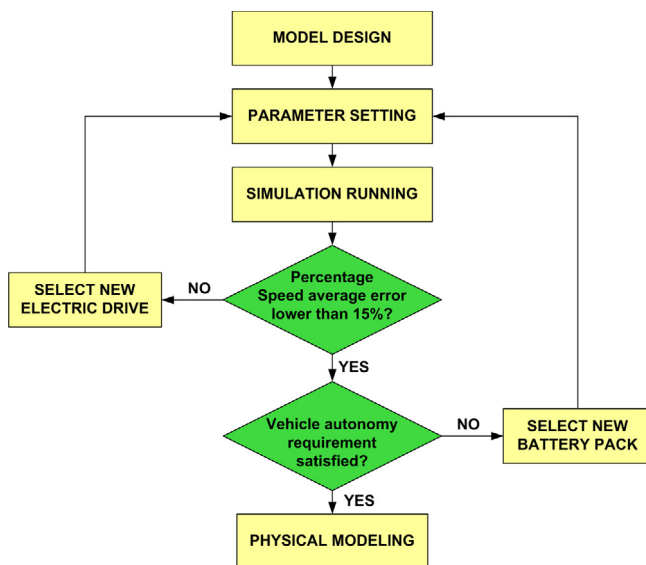 MODEL DESIGN
PARAMETER SETTING
SIMULATION RUNNING
Percentage
Speed average error
lower than 15%?
NO
SELECT NEW
ELECTRIC DRIVE
YES
Vehicle autonomy
requirement
satisfied?
NO
SELECT NEW
BATTERY PACK
YES
PHYSICAL MODELING